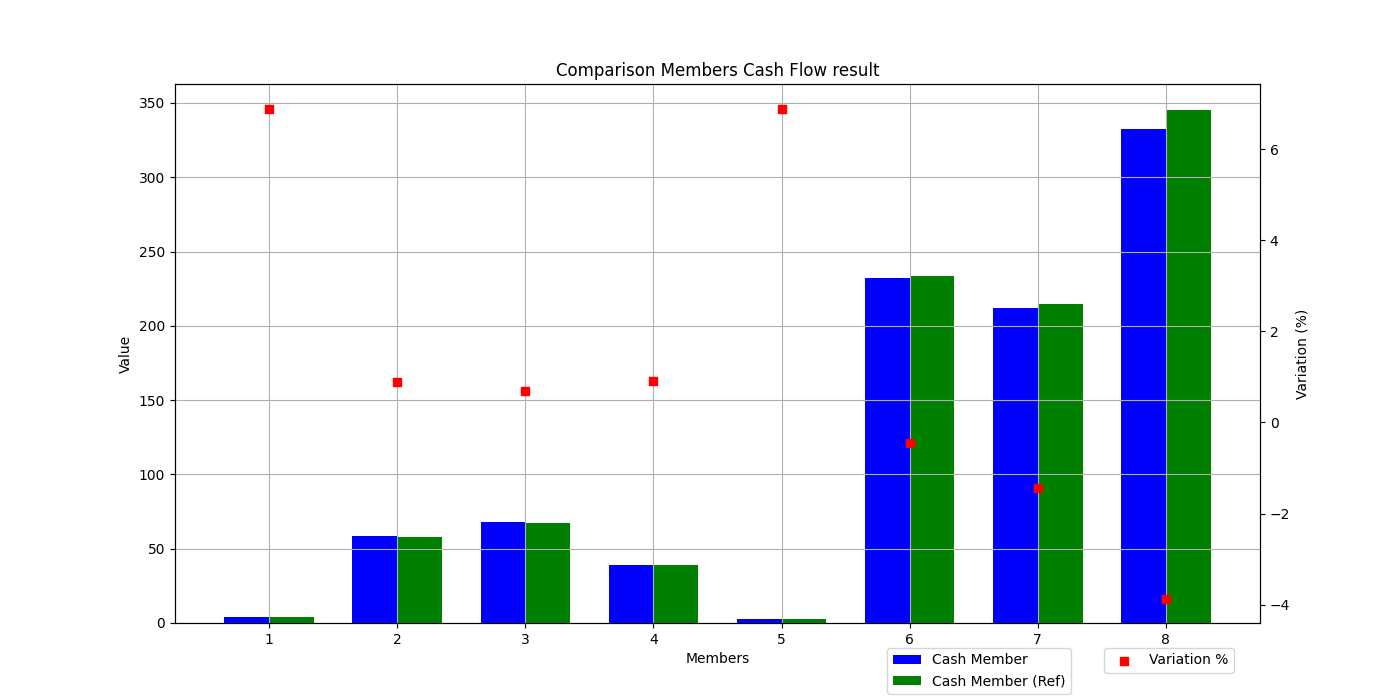 Comparison Members Cash Flow result
350
300
250
200
150
100
50
0
Value
6
4
2
0
−2
−4
Variation (%)
1 2 3 4 5 6 7 8
Members
Cash Member
Cash Member (Ref)
Variation %